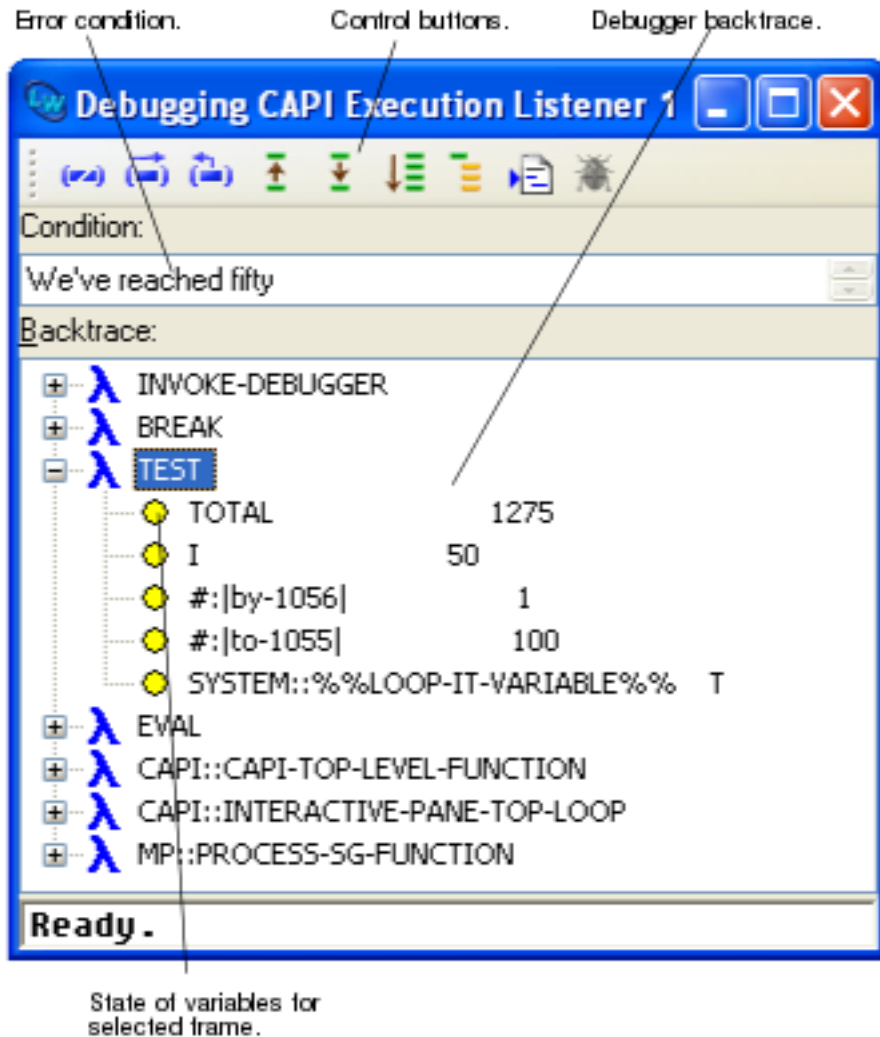 Error condition. Control buttons. Debugger backtrace.
LW Debugging CAPI Execution Listener 1
Condition:
We've reached fifty
Backtrace:
λ INVOKE-DEBUGGER
λ BREAK
λ TEST
TOTAL 1275
I 50
#:|by-1056| 1
#:|to-1055| 100
SYSTEM::%%LOOP-IT-VARIABLE%% T
λ EVAL
λ CAPI::CAPI-TOP-LEVEL-FUNCTION
λ CAPI::INTERACTIVE-PANE-TOP-LOOP
λ MP::PROCESS-SG-FUNCTION
Ready.
State of variables for
selected frame.